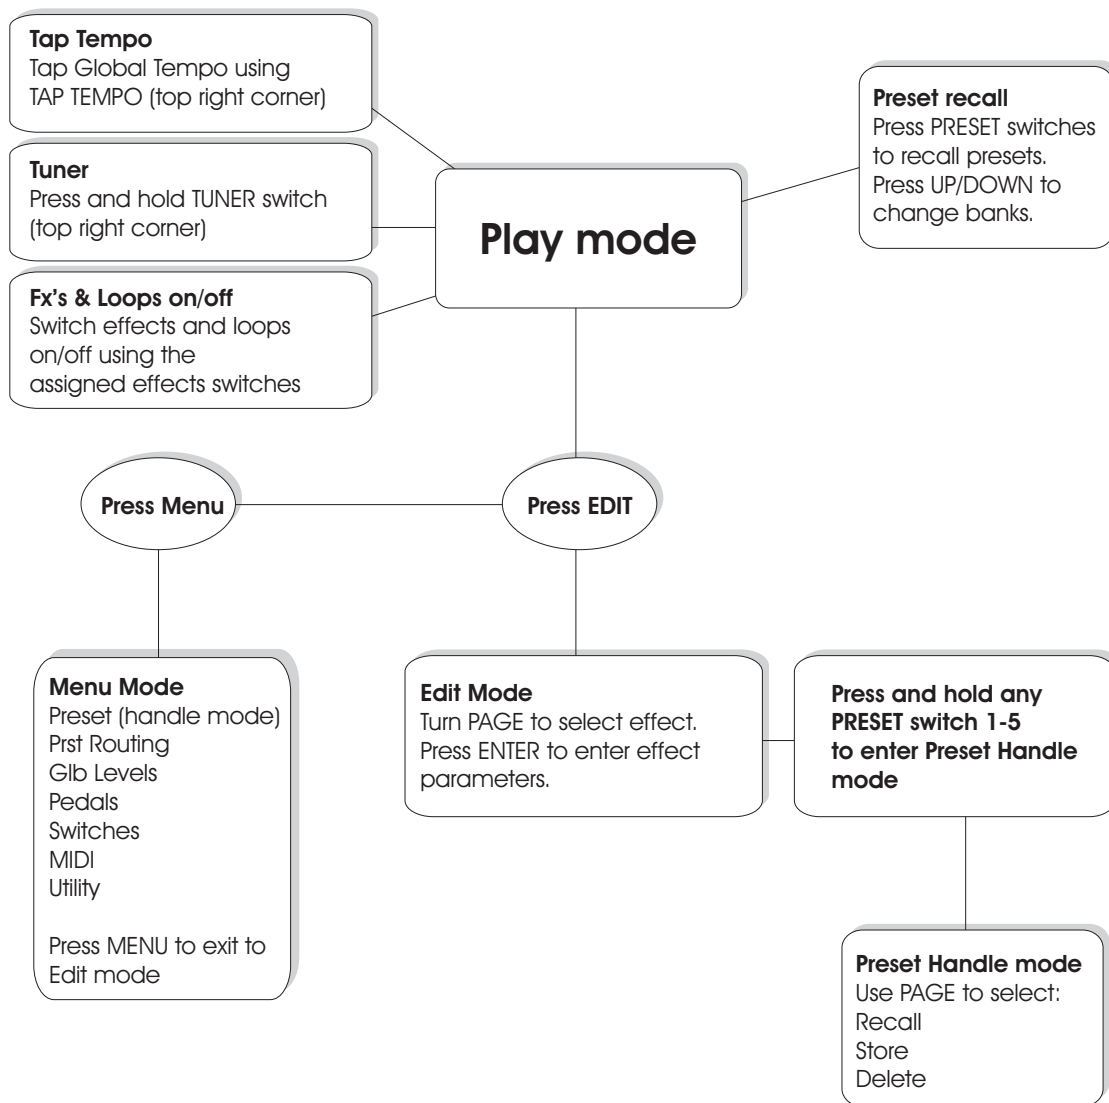 Tap Tempo
Tap Global Tempo using
TAP TEMPO (top right corner)
Tuner
Press and hold TUNER switch
(top right corner)
Fx's & Loops on/off
Switch effects and loops
on/off using the
assigned effects switches
Play mode
Preset recall
Press PRESET switches
to recall presets.
Press UP/DOWN to
change banks.
Press Menu
Press EDIT
Menu Mode
Preset (handle mode)
Prst Routing
Glb Levels
Pedals
Switches
MIDI
Utility
Press MENU to exit to
Edit mode
Edit Mode
Turn PAGE to select effect.
Press ENTER to enter effect
parameters.
Press and hold any
PRESET switch 1-5
to enter Preset Handle
mode
Preset Handle mode
Use PAGE to select:
Recall
Store
Delete